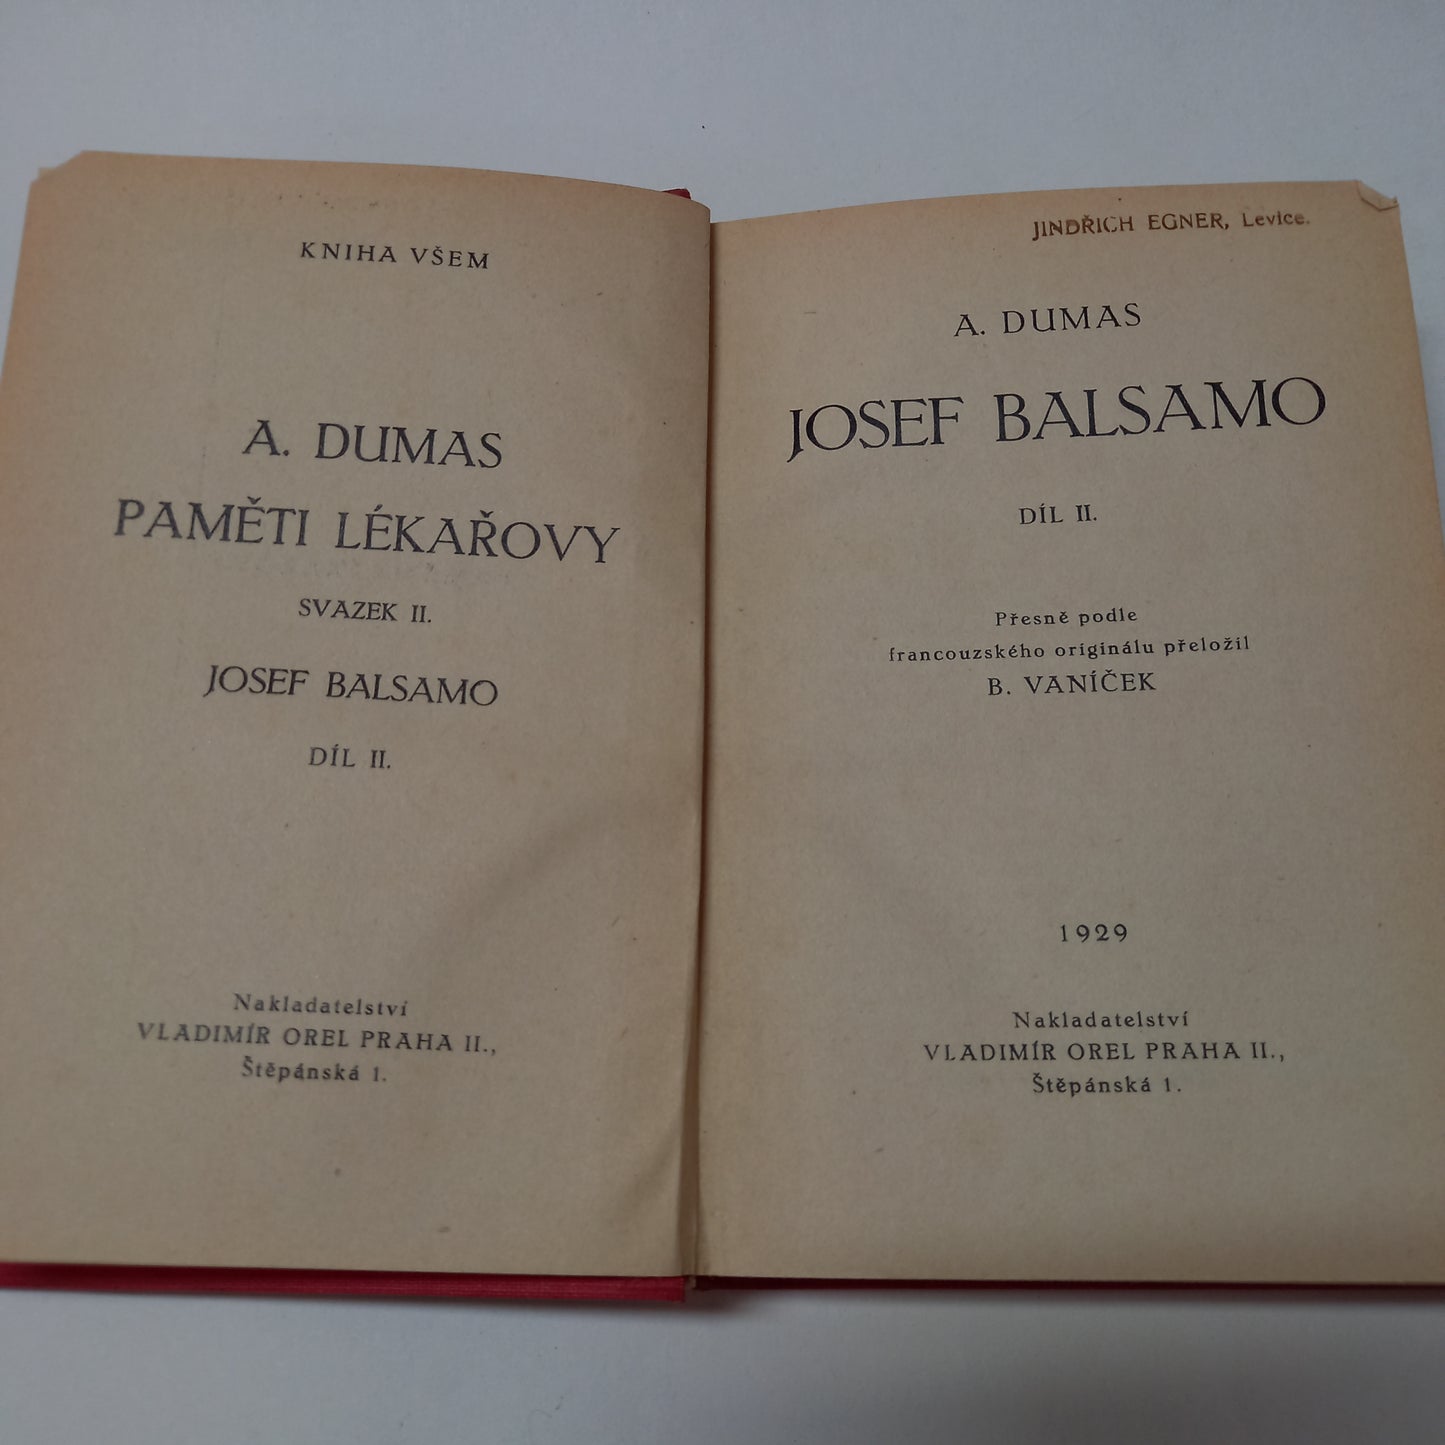 KNIHA VŠEM
A. DUMAS
PAMĚTI LÉKAŘOVY
SVAZEK II.
JOSEF BALSAMO
DÍL II.
Nakladatelství
VLADIMÍR OREL PRAHA II.,
Štěpánská 1.
JINDŘICH EGNER, Levice.
A. DUMAS
JOSEF BALSAMO
DÍL II.
Přesně podle
francouzského originálu přeložil
B. VANÍČEK
1929
Nakladatelství
VLADIMÍR OREL PRAHA II.,
Štěpánská 1.